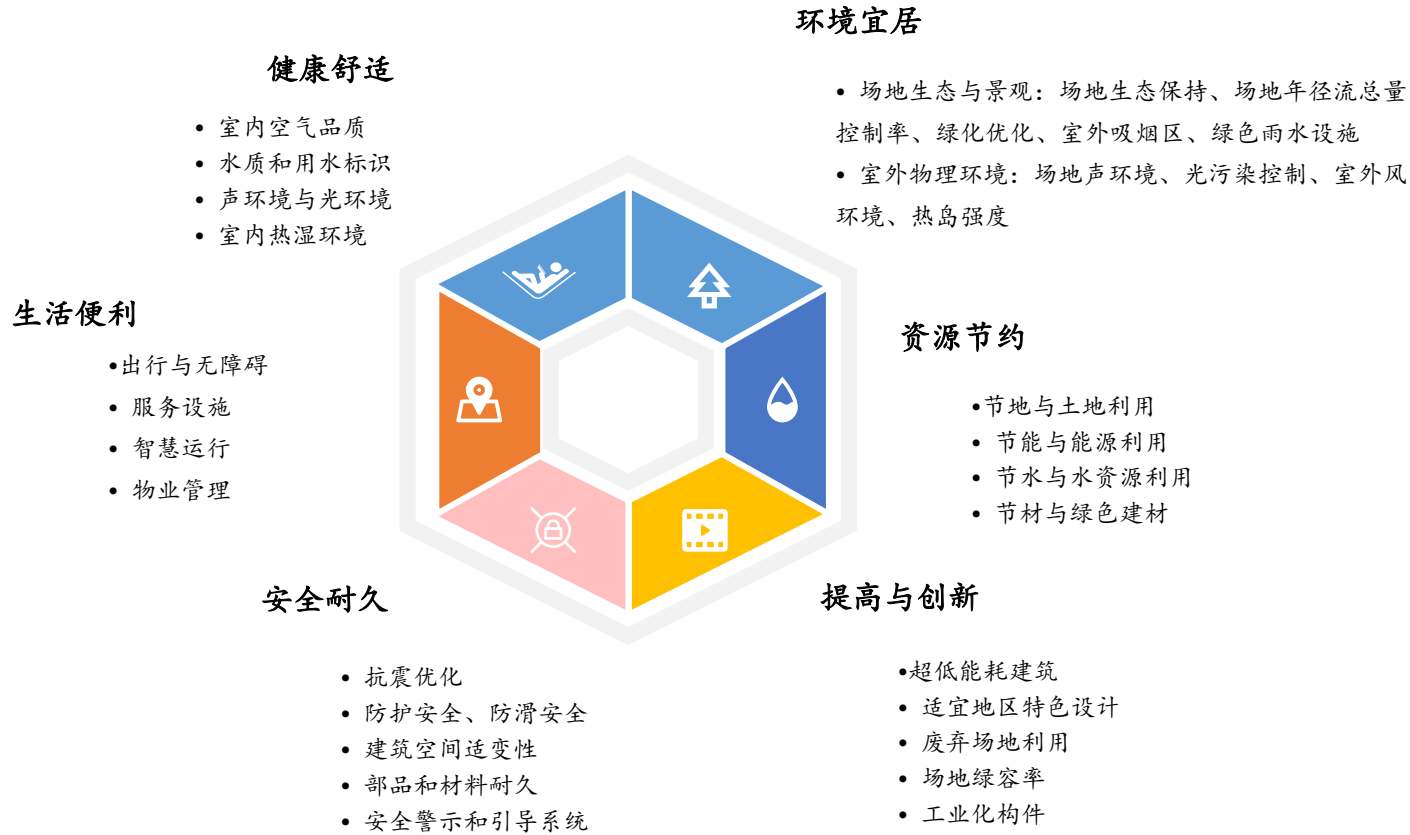 环境宜居
• 场地生态与景观：场地生态保持、场地年径流总量
控制率、绿化优化、室外吸烟区、绿色雨水设施
• 室外物理环境：场地声环境、光污染控制、室外风
环境、热岛强度
健康舒适
• 室内空气品质
• 水质和用水标识
• 声环境与光环境
• 室内热湿环境
生活便利
•出行与无障碍
• 服务设施
• 智慧运行
• 物业管理
资源节约
•节地与土地利用
• 节能与能源利用
• 节水与水资源利用
• 节材与绿色建材
安全耐久
• 抗震优化
• 防护安全、防滑安全
• 建筑空间适变性
• 部品和材料耐久
• 安全警示和引导系统
提高与创新
•超低能耗建筑
• 适宜地区特色设计
• 废弃场地利用
• 场地绿容率
• 工业化构件